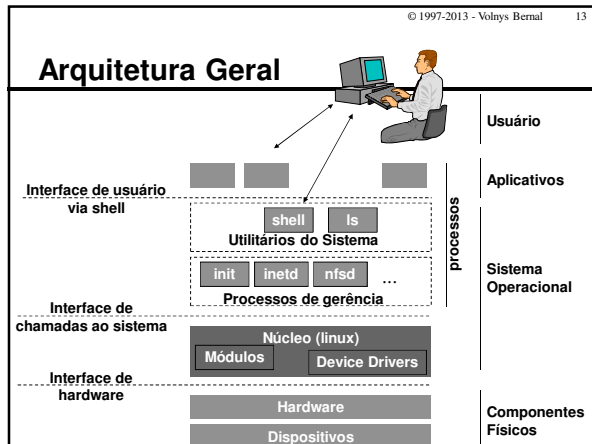 © 1997-2013 - Volnys Bernal 13
Arquitetura Geral
Usuário
Aplicativos
Interface de usuário
via shell
processos
shell
ls
Utilitários do Sistema
init
inetd
nfsd
...
Processos de gerência
Sistema
Operacional
Interface de
chamadas ao sistema
Núcleo (linux)
Módulos
Device Drivers
Interface de
hardware
Hardware
Dispositivos
Componentes
Físicos